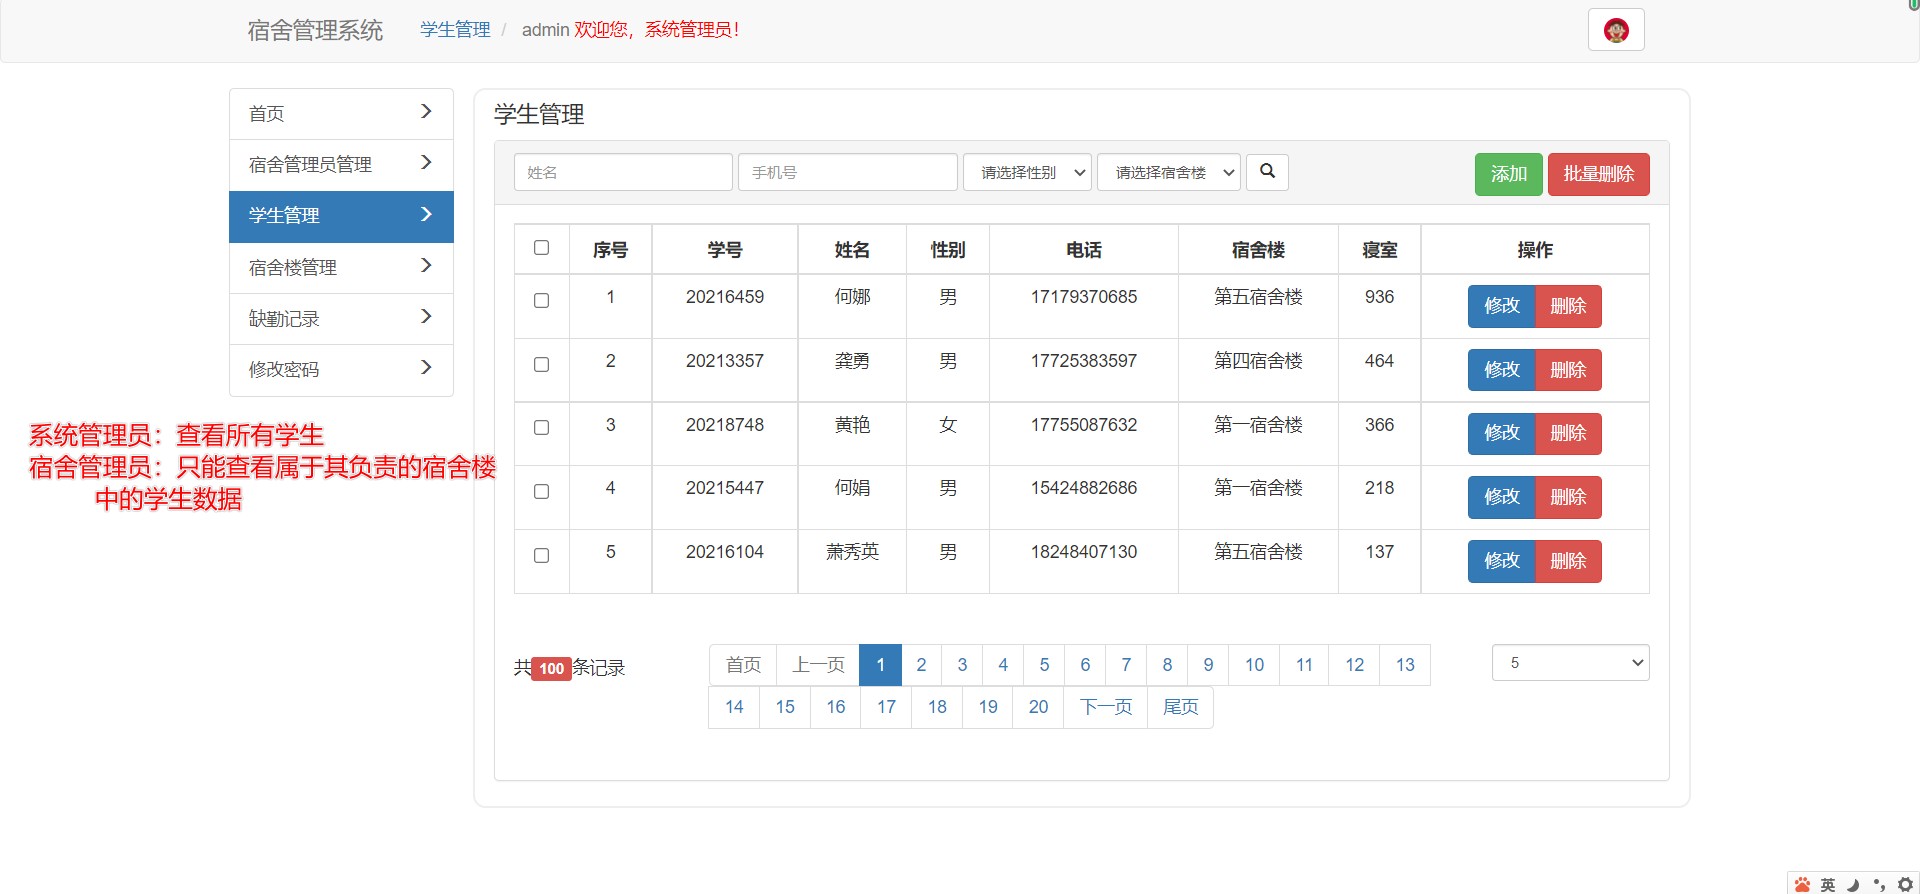 宿舍管理系统 学生管理 / admin 欢迎您，系统管理员！
首页
宿舍管理员管理
学生管理
宿舍楼管理
缺勤记录
修改密码
系统管理员：查看所有学生
宿舍管理员：只能查看属于其负责的宿舍楼
中的学生数据
学生管理
姓名 手机号 请选择性别 请选择宿舍楼 添加 批量删除
序号 学号 姓名 性别 电话 宿舍楼 寝室 操作
1 20216459 何娜 男 17179370685 第五宿舍楼 936 修改 删除
2 20213357 龚勇 男 17725383597 第四宿舍楼 464 修改 删除
3 20218748 黄艳 女 17755087632 第一宿舍楼 366 修改 删除
4 20215447 何娟 男 15424882686 第一宿舍楼 218 修改 删除
5 20216104 萧秀英 男 18248407130 第五宿舍楼 137 修改 删除
共100条记录 首页 上一页 1 2 3 4 5 6 7 8 9 10 11 12 13 5
14 15 16 17 18 19 20 下一页 尾页
英